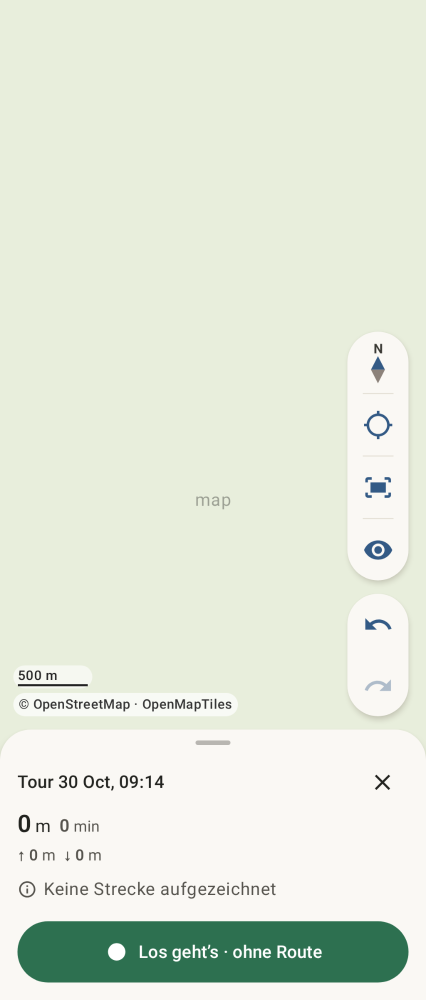 N
map
500 m
© OpenStreetMap · OpenMapTiles
Tour 30 Oct, 09:14
0 m 0 min
↑ 0 m ↓ 0 m
Keine Strecke aufgezeichnet
Los geht’s · ohne Route